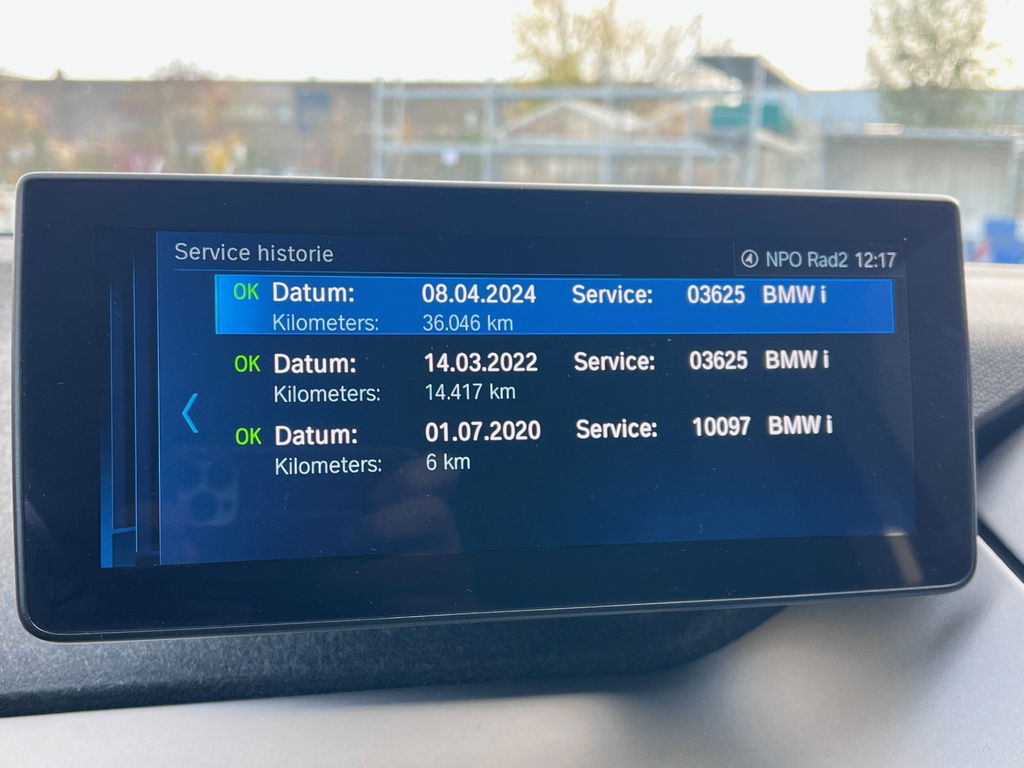 Service historie
NPO Rad2 12:17
OK Datum: 08.04.2024 Service: 03625 BMW i
Kilometers: 36.046 km
OK Datum: 14.03.2022 Service: 03625 BMW i
Kilometers: 14.417 km
OK Datum: 01.07.2020 Service: 10097 BMW i
Kilometers: 6 km